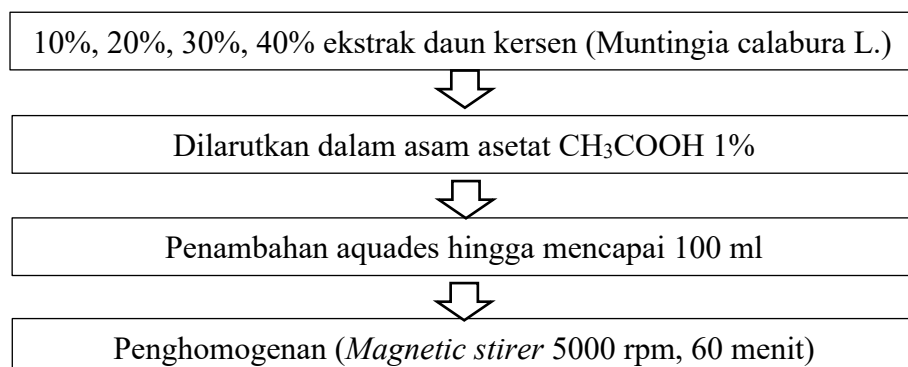 10%, 20%, 30%, 40% ekstrak daun kersen (Muntingia calabura L.)
Dilarutkan dalam asam asetat CH₃COOH 1%
Penambahan aquades hingga mencapai 100 ml
Penghomogenan (Magnetic stirer 5000 rpm, 60 menit)